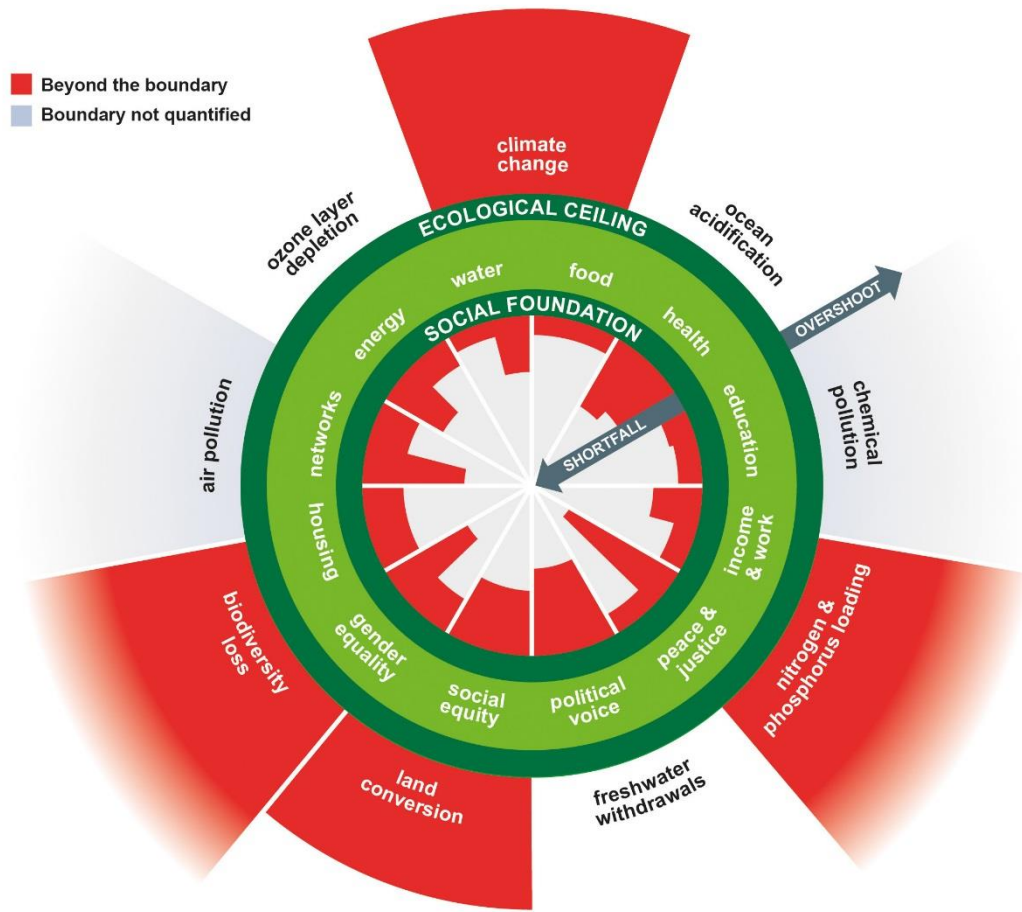 Beyond the boundary
Boundary not quantified
climate
change
ozone layer
depletion
ocean
acidification
ECOLOGICAL CEILING
water
food
energy
health
SOCIAL FOUNDATION
OVERSHOOT
SHORTFALL
networks
education
air pollution
chemical
pollution
housing
income
& work
biodiversity
loss
gender
equality
social
equity
political
voice
peace &
justice
nitrogen &
phosphorus loading
land
conversion
freshwater
withdrawals